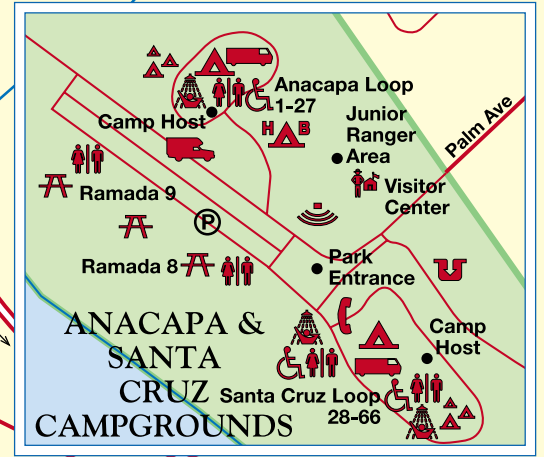 Anacapa Loop
1-27
Camp Host
Junior
Ranger
Area
Palm Ave
H B
Ramada 9
Visitor
Center
P
Ramada 8
Park
Entrance
ANACAPA &
SANTA
CRUZ
CAMPGROUNDS
Camp
Host
Santa Cruz Loop
28-66